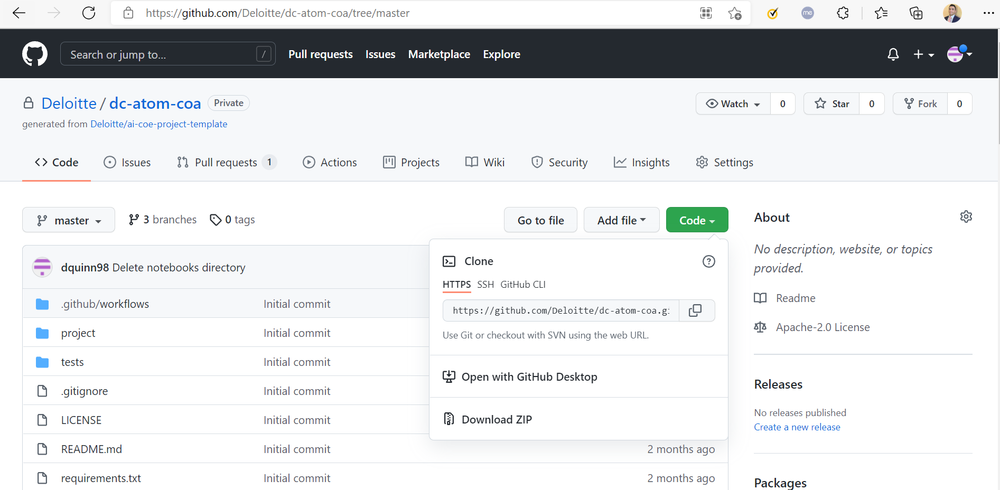 https://github.com/Deloitte/dc-atom-coa/tree/master
me
Search or jump to...
/
Pull requests
Issues
Marketplace
Explore
Deloitte / dc-atom-coa
Private
Watch 0
Star 0
Fork 0
generated from Deloitte/ai-coe-project-template
Code
Issues
Pull requests 1
Actions
Projects
Wiki
Security
Insights
Settings
master
3 branches
0 tags
Go to file
Add file
Code
dquinn98 Delete notebooks directory
.github/workflows Initial commit
project Initial commit
tests Initial commit
.gitignore Initial commit
LICENSE Initial commit
README.md Initial commit 2 months ago
requirements.txt Initial commit 2 months ago
Clone
HTTPS SSH GitHub CLI
https://github.com/Deloitte/dc-atom-coa.gi
Use Git or checkout with SVN using the web URL.
Open with GitHub Desktop
Download ZIP
About
No description, website, or topics
provided.
Readme
Apache-2.0 License
Releases
No releases published
Create a new release
Packages